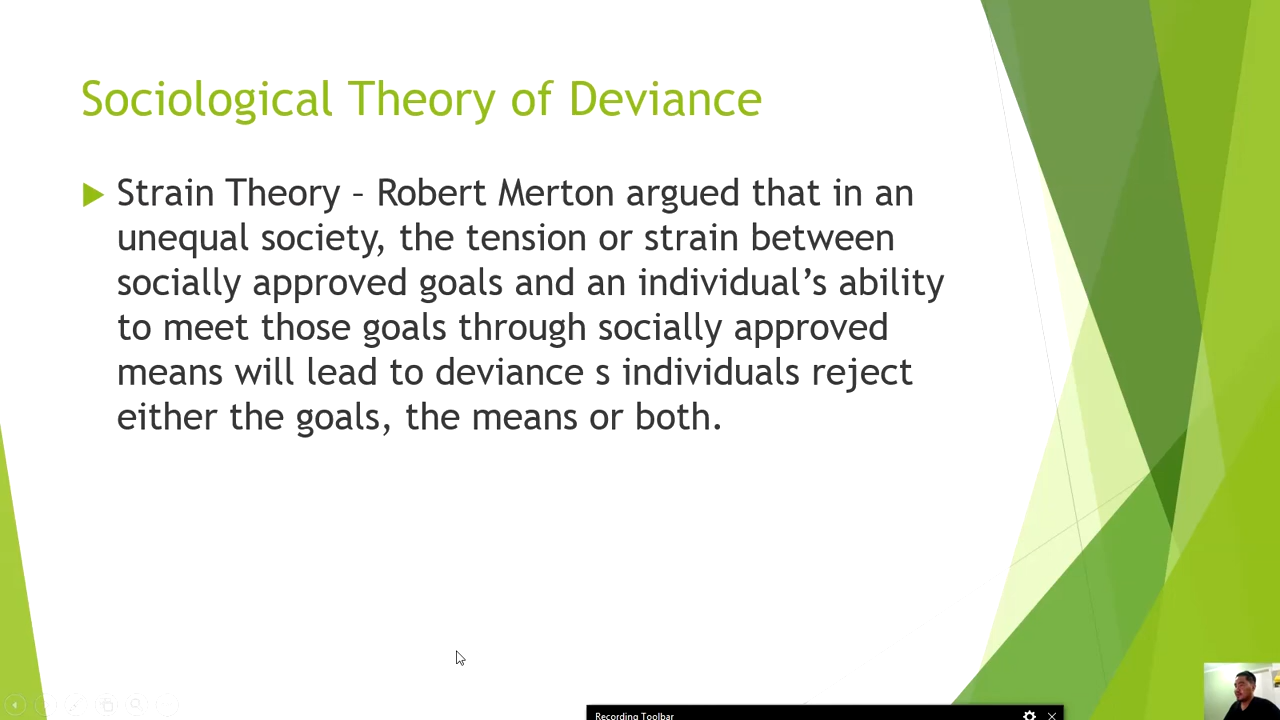 Sociological Theory of Deviance
Strain Theory – Robert Merton argued that in an
unequal society, the tension or strain between
socially approved goals and an individual’s ability
to meet those goals through socially approved
means will lead to deviance s individuals reject
either the goals, the means or both.
Recording Toolbar